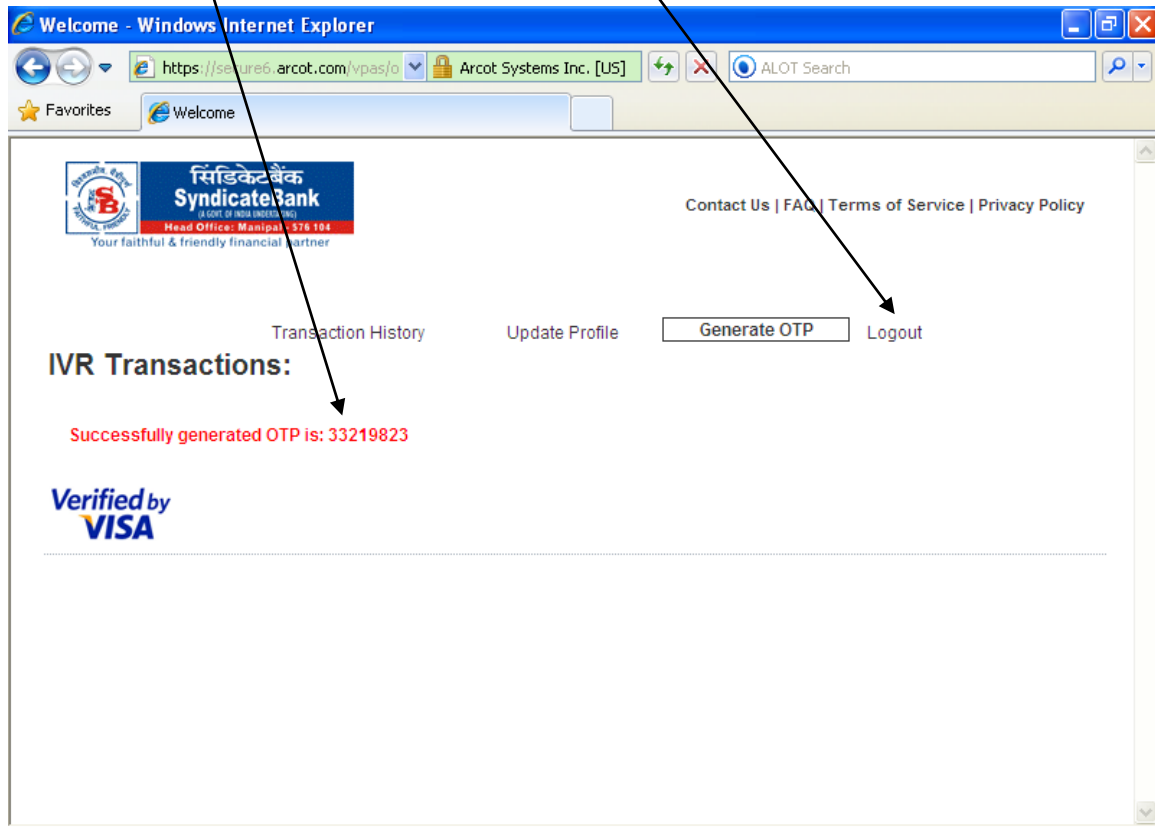 Welcome - Windows Internet Explorer
https://secure6.arcot.com/vpas/o Arcot Systems Inc. [US] ALOT Search
Favorites Welcome
सिंडिकेटबैंक
SyndicateBank
(A GOVT. OF INDIA UNDERTAKING)
Head Office: Manipal - 576 104
Your faithful & friendly financial partner
SB
Contact Us | FAQ | Terms of Service | Privacy Policy
Transaction History Update Profile Generate OTP Logout
IVR Transactions:
Successfully generated OTP is: 33219823
Verified by
VISA